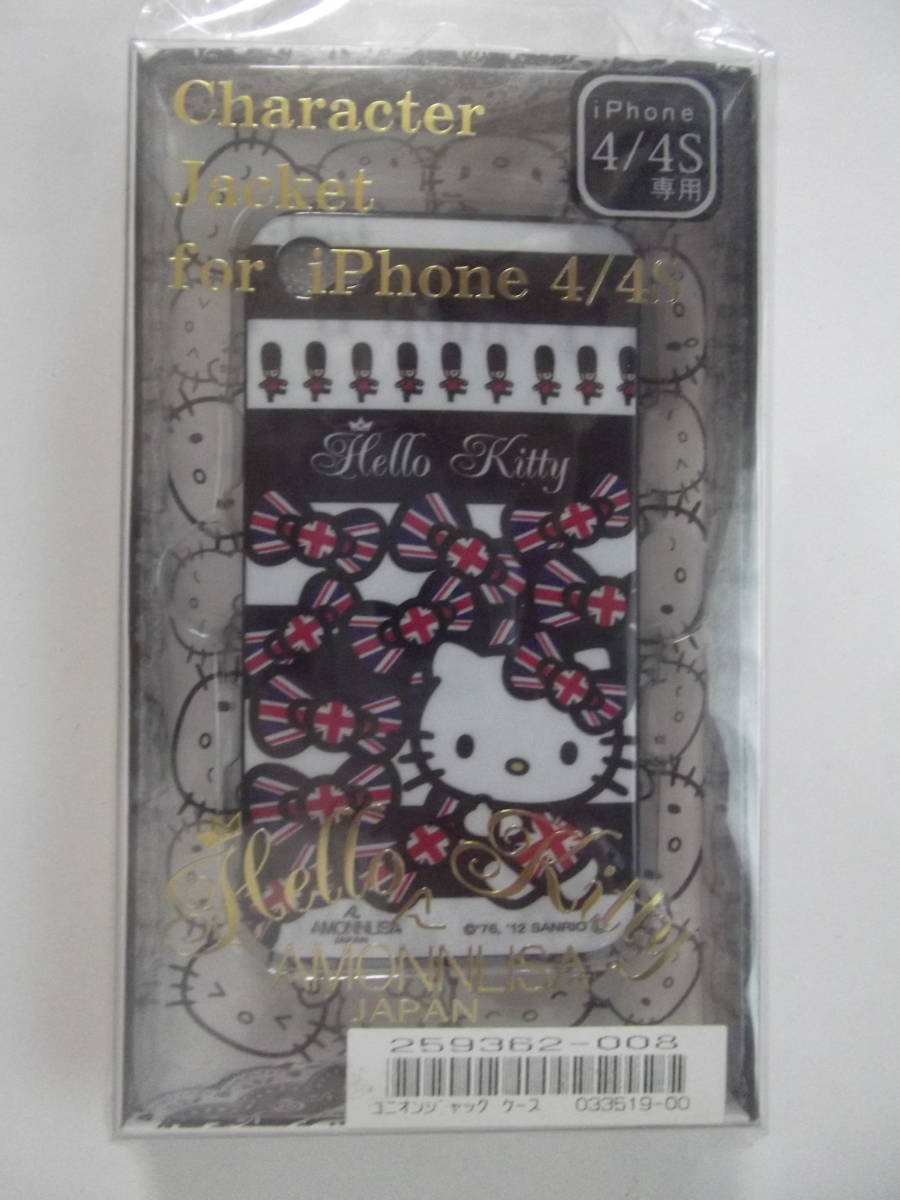 Character
Jacket
for iPhone 4/4S
iPhone
4/4S
専用
Hello Kitty
AMONNLISA
JAPAN
©'76, '12 SANRIO
Hello Kitty
AMONNLISA
JAPAN
259362-008
ユニオンジャック ケース 033519-00